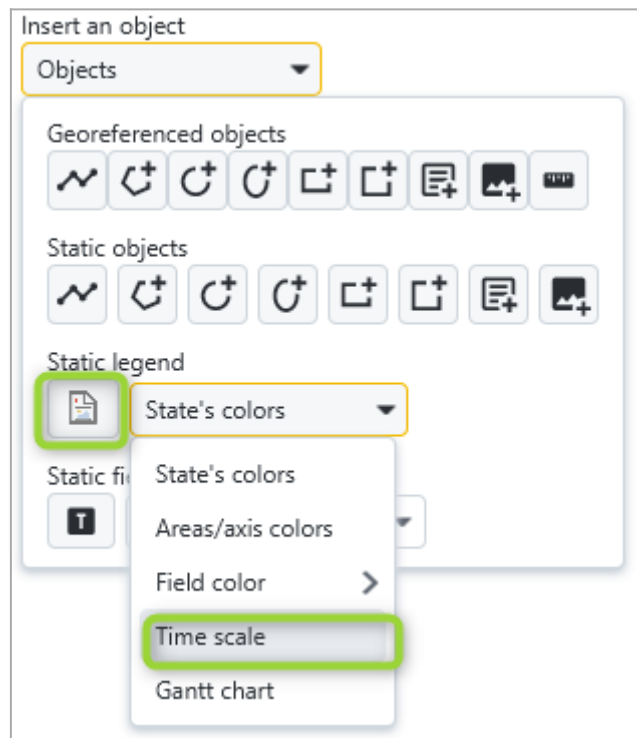 Insert an object
Objects
Georeferenced objects
Static objects
Static legend
State's colors
State's colors
Static fi
T
Areas/axis colors
Field color
Time scale
Gantt chart